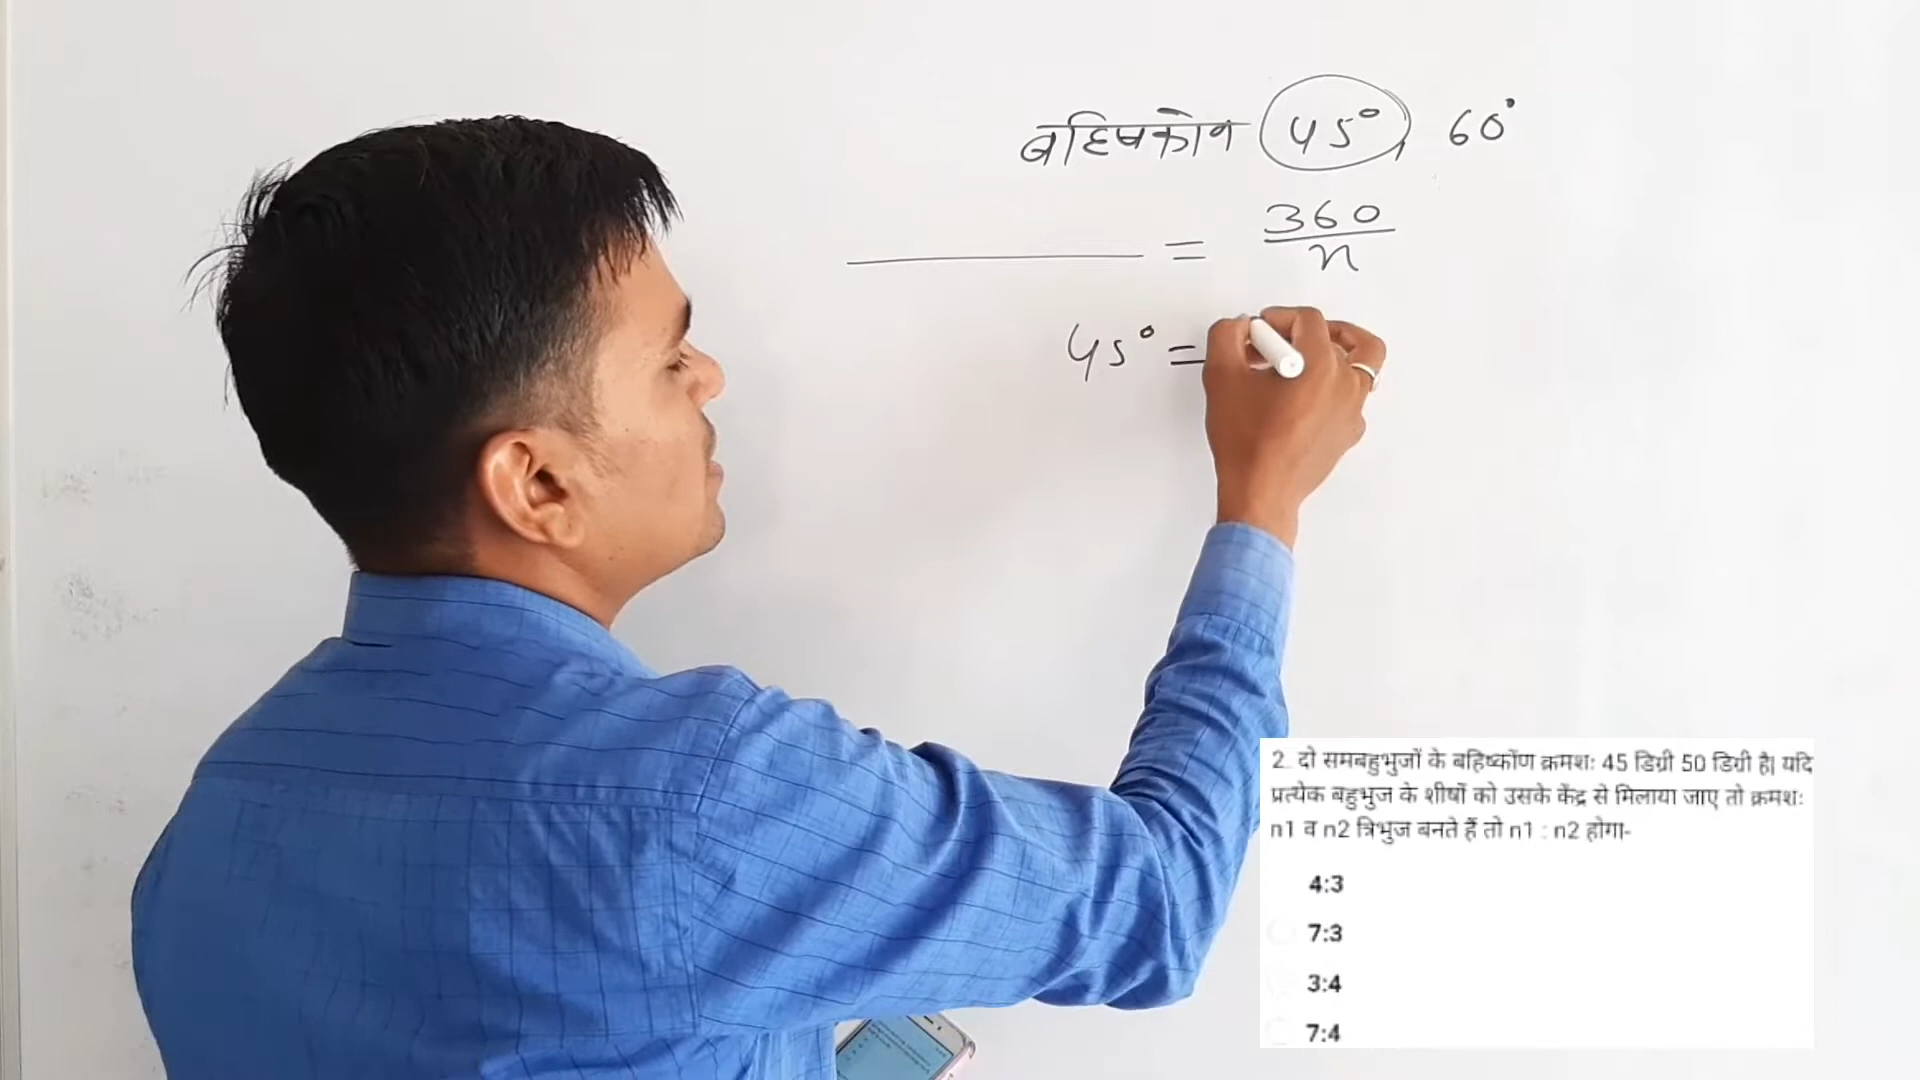 बहिष्कोन 45°, 60°
= 360/n
45° =
2. दो समबहुभुजों के बहिष्कोंण क्रमशः 45 डिग्री 50 डिग्री है। यदि
प्रत्येक बहुभुज के शीर्षों को उसके केंद्र से मिलाया जाए तो क्रमशः
n1 व n2 त्रिभुज बनते हैं तो n1 : n2 होगा-
4:3
7:3
3:4
7:4